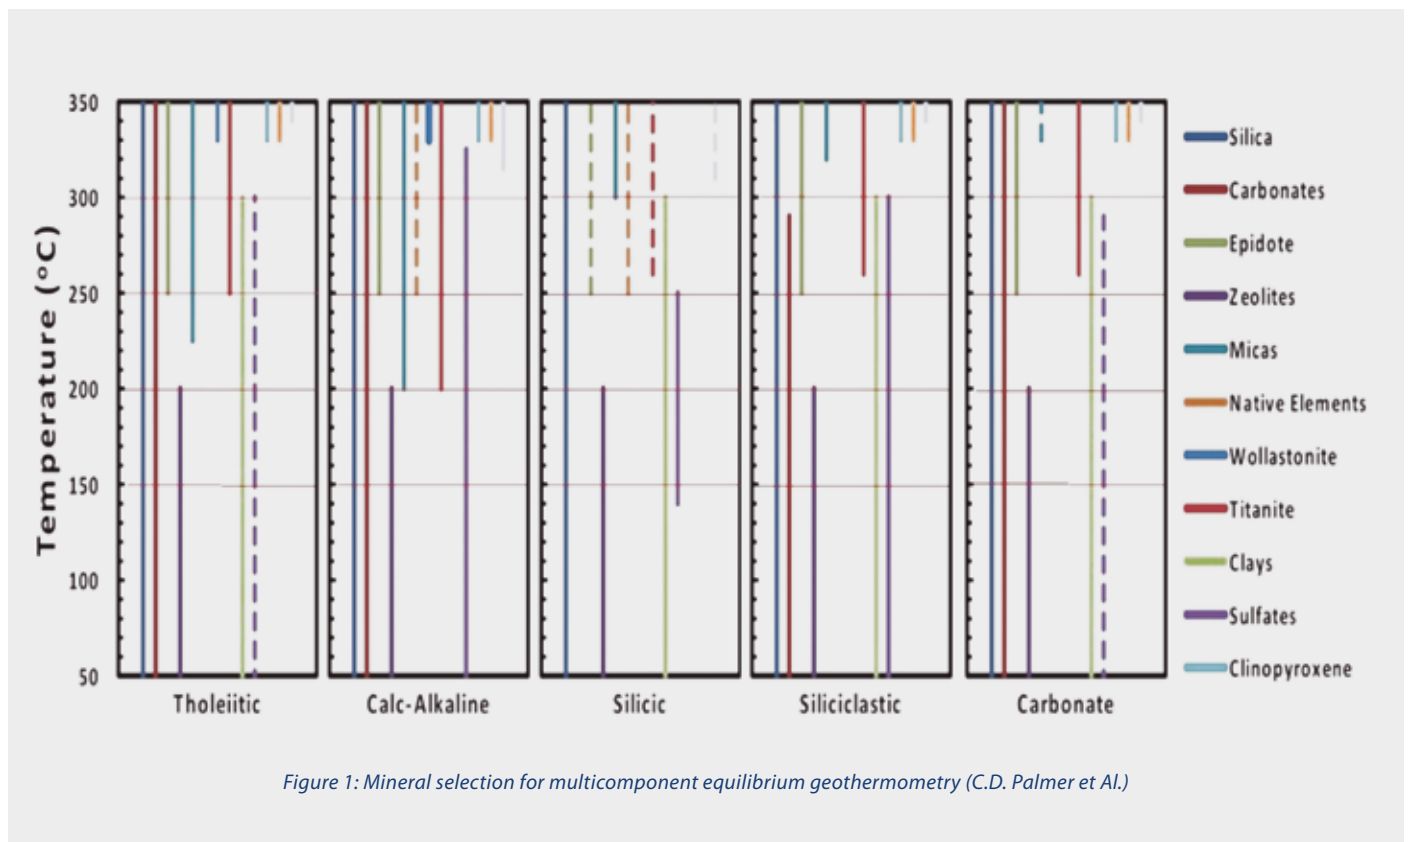 350
300
250
200
150
100
50
Temperature (°C)
Tholeiitic
Calc-Alkaline
Silicic
Siliciclastic
Carbonate
Silica
Carbonates
Epidote
Zeolites
Micas
Native Elements
Wollastonite
Titanite
Clays
Sulfates
Clinopyroxene
Figure 1: Mineral selection for multicomponent equilibrium geothermometry (C.D. Palmer et Al.)